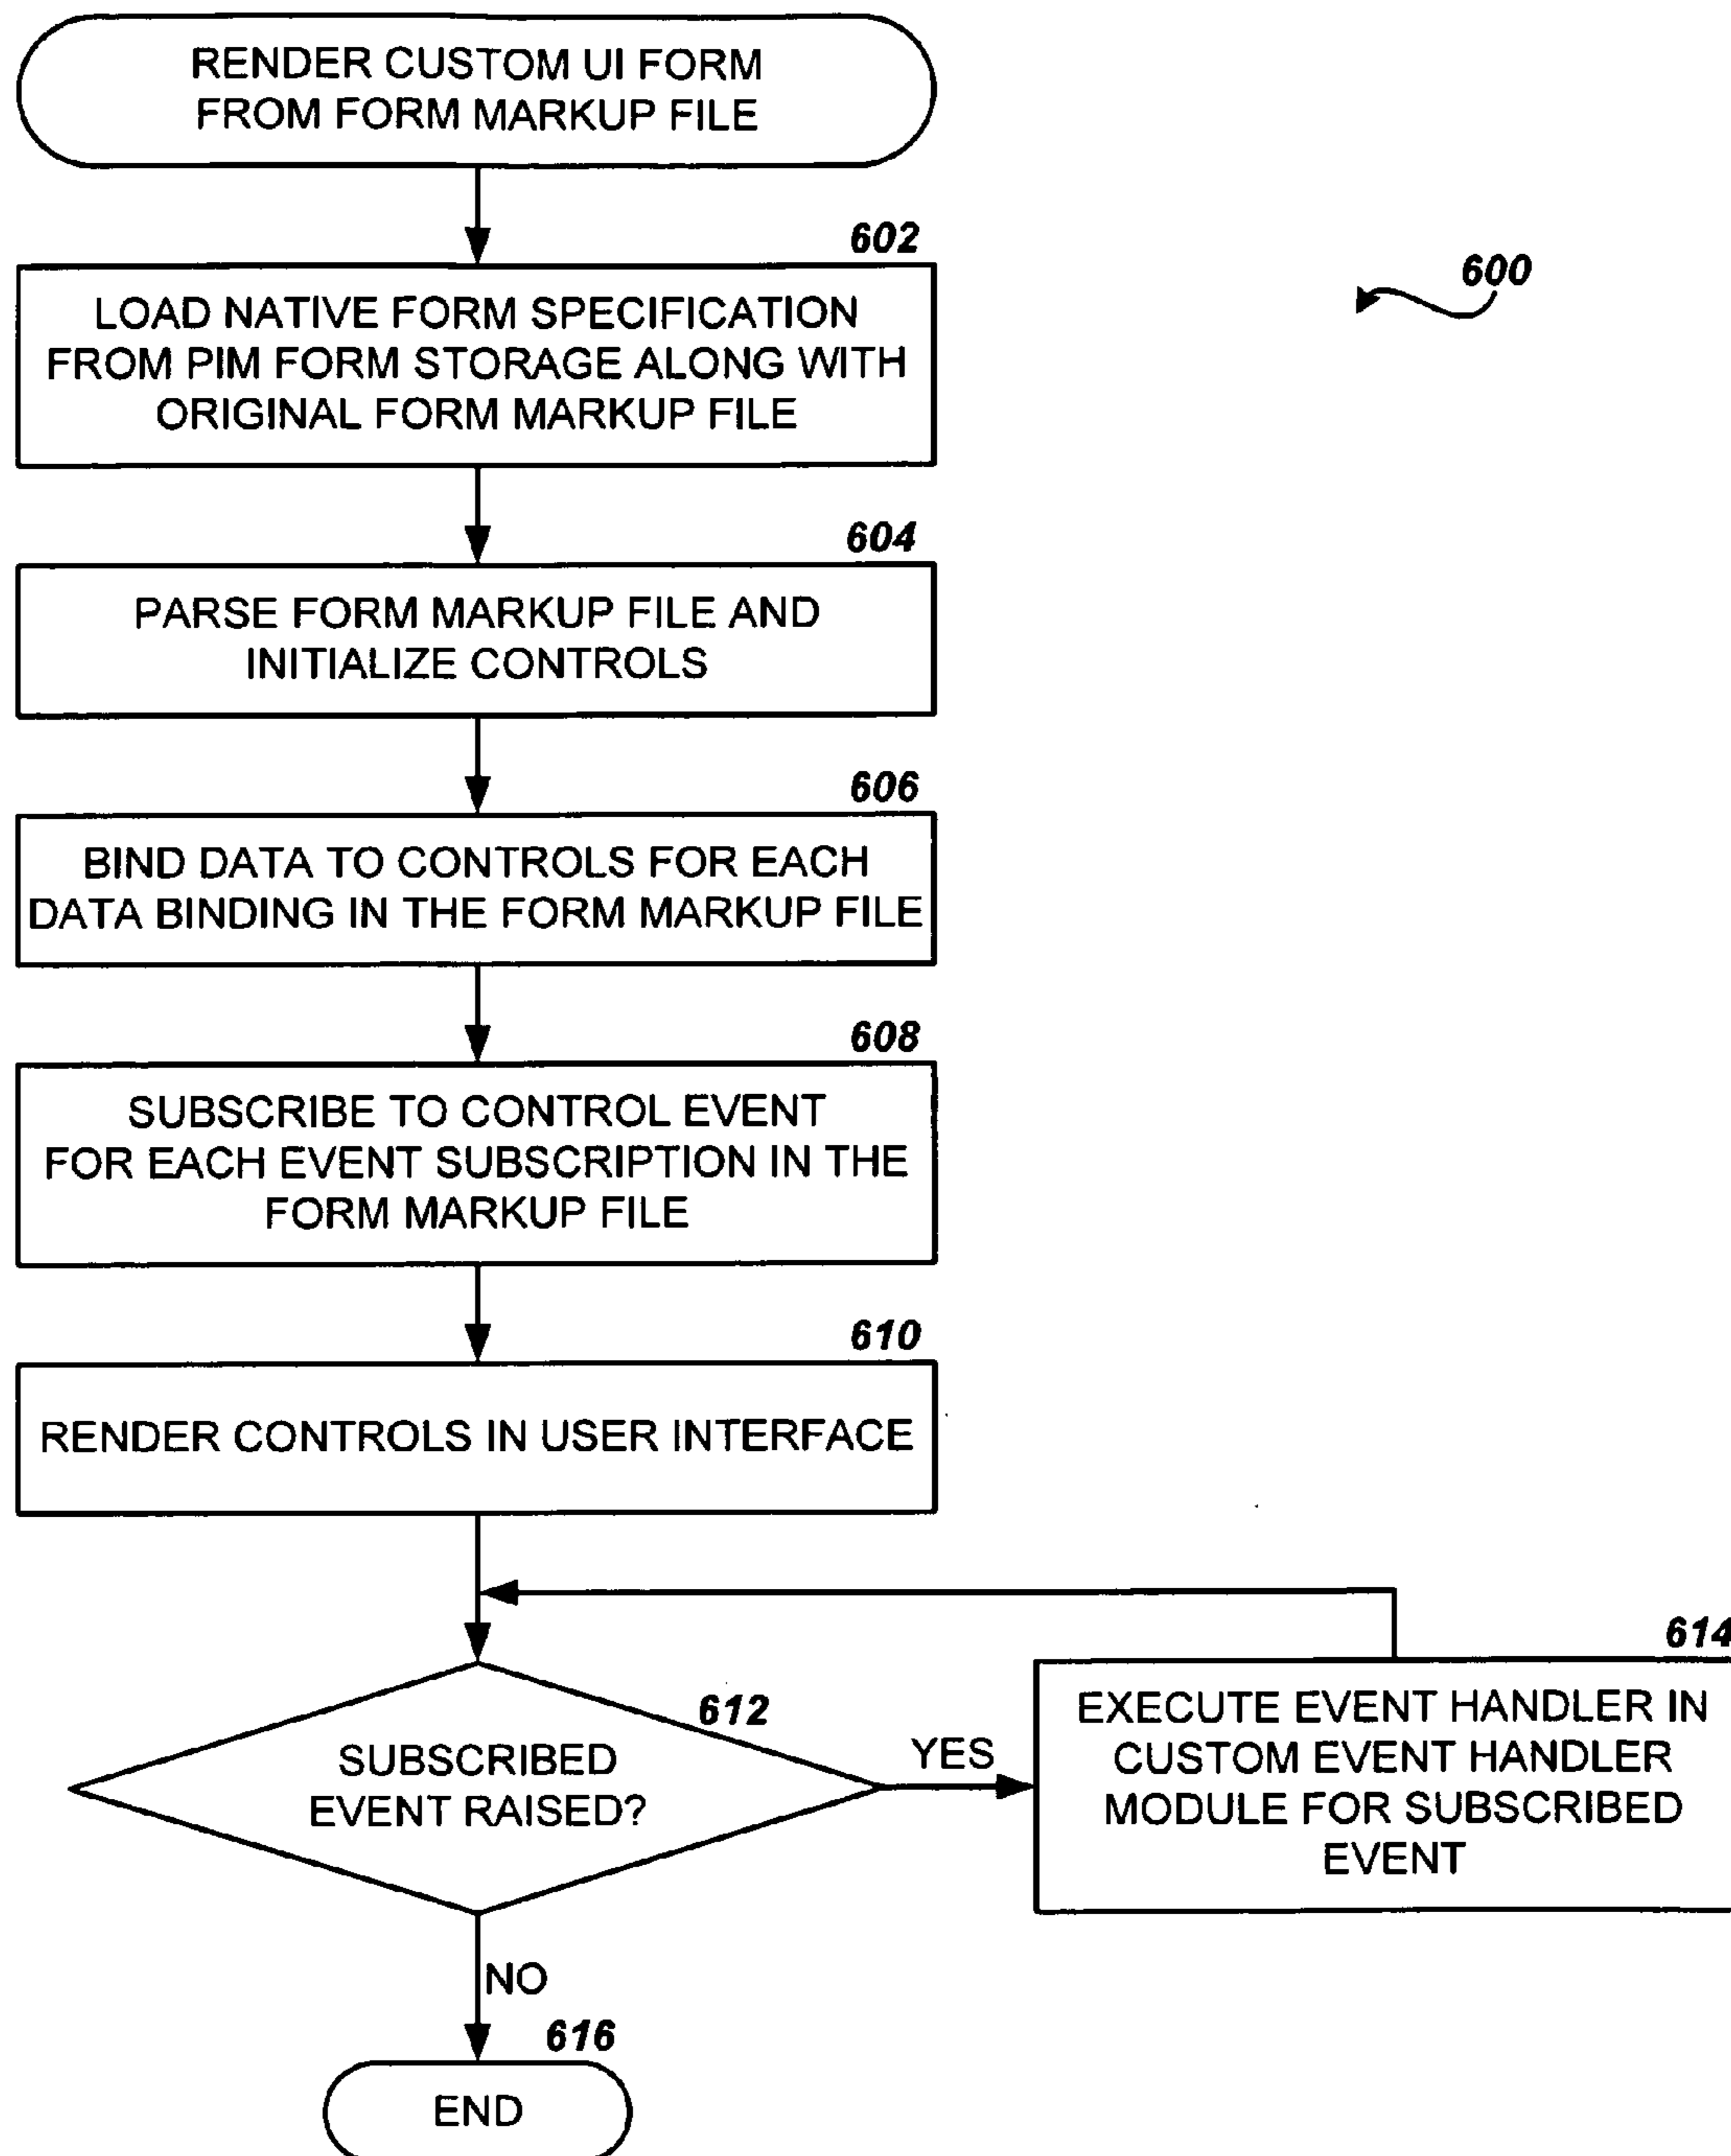 RENDER CUSTOM UI FORM
FROM FORM MARKUP FILE
602
600
LOAD NATIVE FORM SPECIFICATION
FROM PIM FORM STORAGE ALONG WITH
ORIGINAL FORM MARKUP FILE
604
PARSE FORM MARKUP FILE AND
INITIALIZE CONTROLS
606
BIND DATA TO CONTROLS FOR EACH
DATA BINDING IN THE FORM MARKUP FILE
608
SUBSCRIBE TO CONTROL EVENT
FOR EACH EVENT SUBSCRIPTION IN THE
FORM MARKUP FILE
610
RENDER CONTROLS IN USER INTERFACE
612
SUBSCRIBED
EVENT RAISED?
YES
614
EXECUTE EVENT HANDLER IN
CUSTOM EVENT HANDLER
MODULE FOR SUBSCRIBED
EVENT
NO
616
END